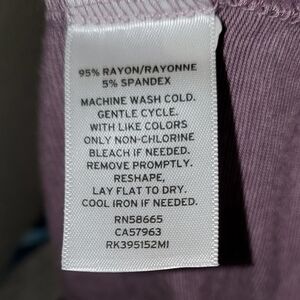 95% RAYON/RAYONNE
5% SPANDEX
MACHINE WASH COLD.
GENTLE CYCLE.
WITH LIKE COLORS
ONLY NON-CHLORINE
BLEACH IF NEEDED.
REMOVE PROMPTLY.
RESHAPE,
LAY FLAT TO DRY.
COOL IRON IF NEEDED.
RN58665
CA57963
RK395152MI